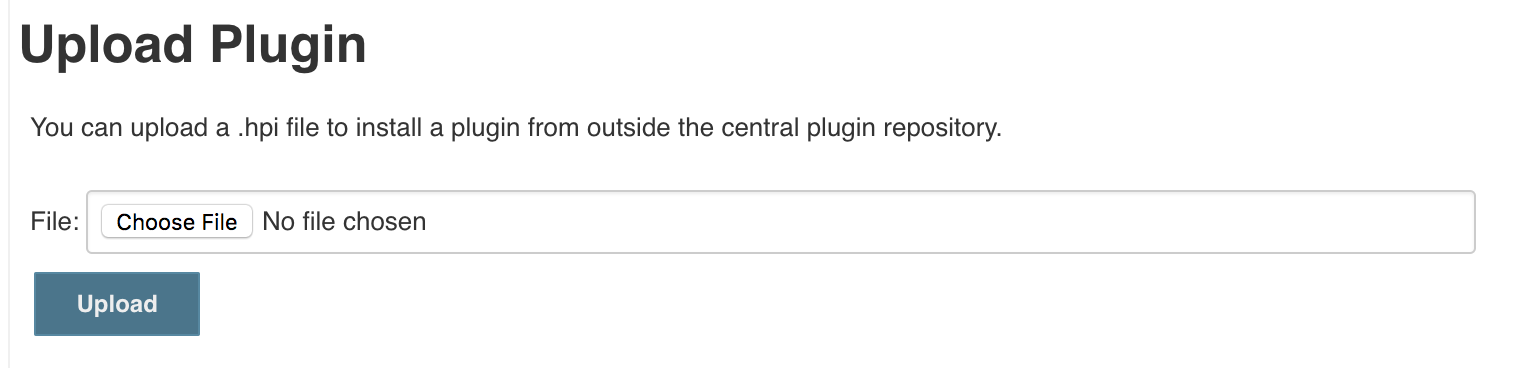 Upload Plugin
You can upload a .hpi file to install a plugin from outside the central plugin repository.
File: Choose File No file chosen
Upload